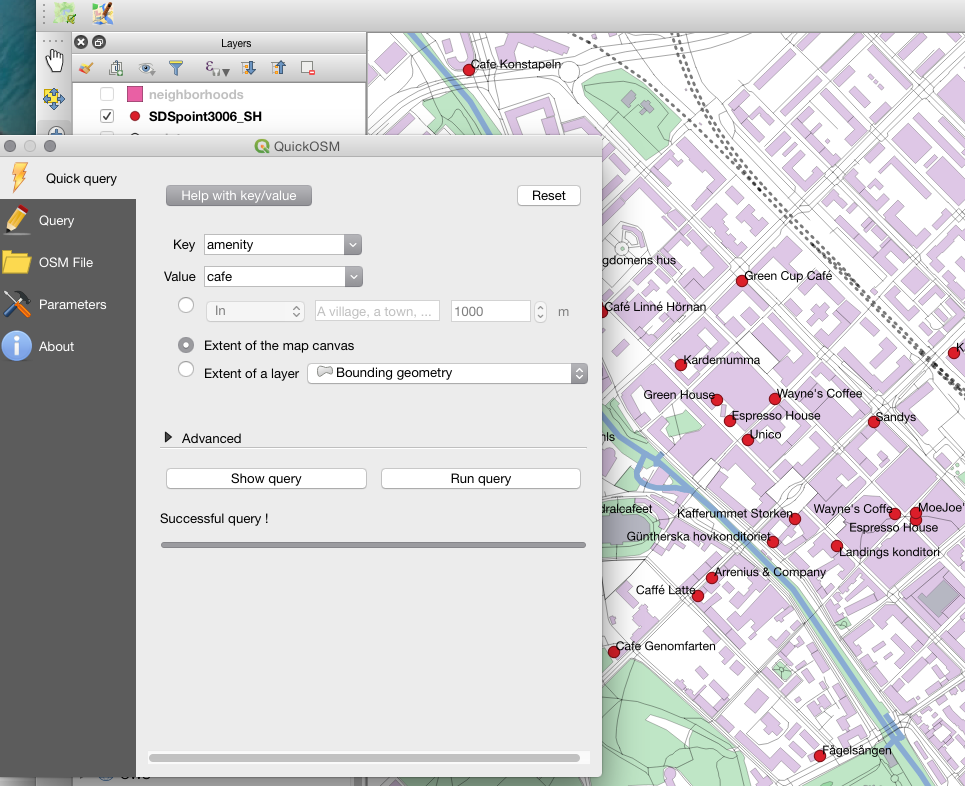 Layers
neighborhoods
SDSpoint3006_SH
QuickOSM
Quick query
Query
OSM File
Parameters
About
Help with key/value
Reset
Key
amenity
Value
cafe
In
A village, a town, ...
1000
m
Extent of the map canvas
Extent of a layer
Bounding geometry
Advanced
Show query
Run query
Successful query !
Cafe Konstapeln
gdomens hus
Green Cup Café
Café Linné Hörnan
K
Kardemumma
Green House
Wayne's Coffee
Espresso House
Sandys
Unico
hls
dralcafeet
Kafferummet Storken
Wayne's Coffe
MoeJoe'
Espresso House
Güntherska hovkonditoriet
Landings konditori
Arrenius & Company
Caffé Latte
Cafe Genomfarten
Fågelsången